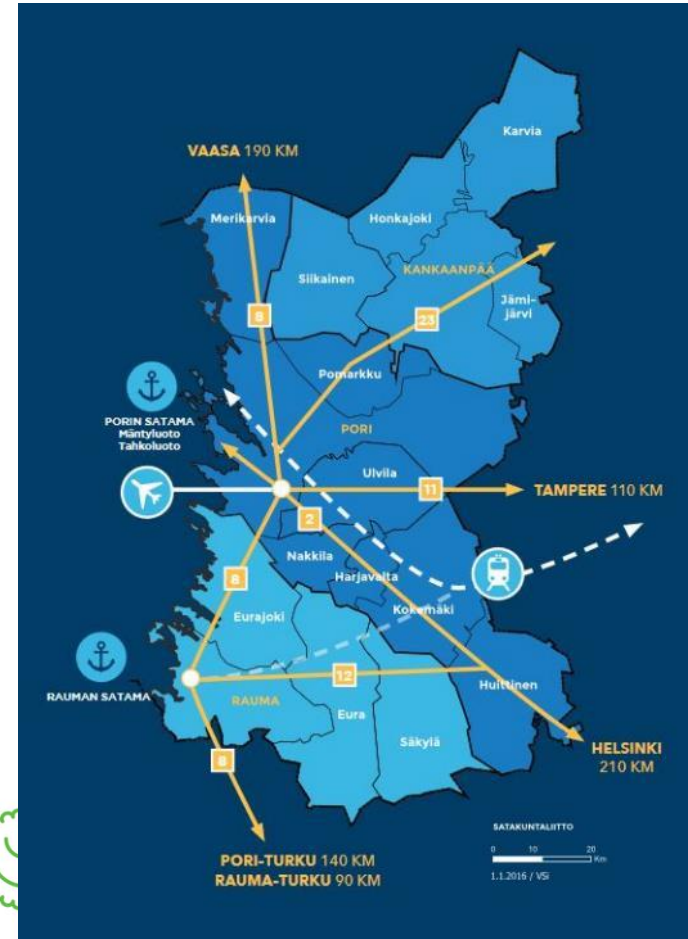 Karvia
VAASA 190 KM
Merikarvia
Honkajoki
KANKAANPÄÄ
Siikainen
Jämi-
järvi
8
23
Pomarkku
PORIN SATAMA
Mäntyluoto
Tahkoluoto
PORI
Ulvila
11
TAMPERE 110 KM
2
Nakkila
Harjavalta
8
Kokemäki
Eurajoki
RAUMAN SATAMA
RAUMA
12
Huittinen
Eura
Säkylä
8
HELSINKI
210 KM
SATAKUNTALIITTO
0 10 20
Km
1.1.2016 / VSi
PORI-TURKU 140 KM
RAUMA-TURKU 90 KM